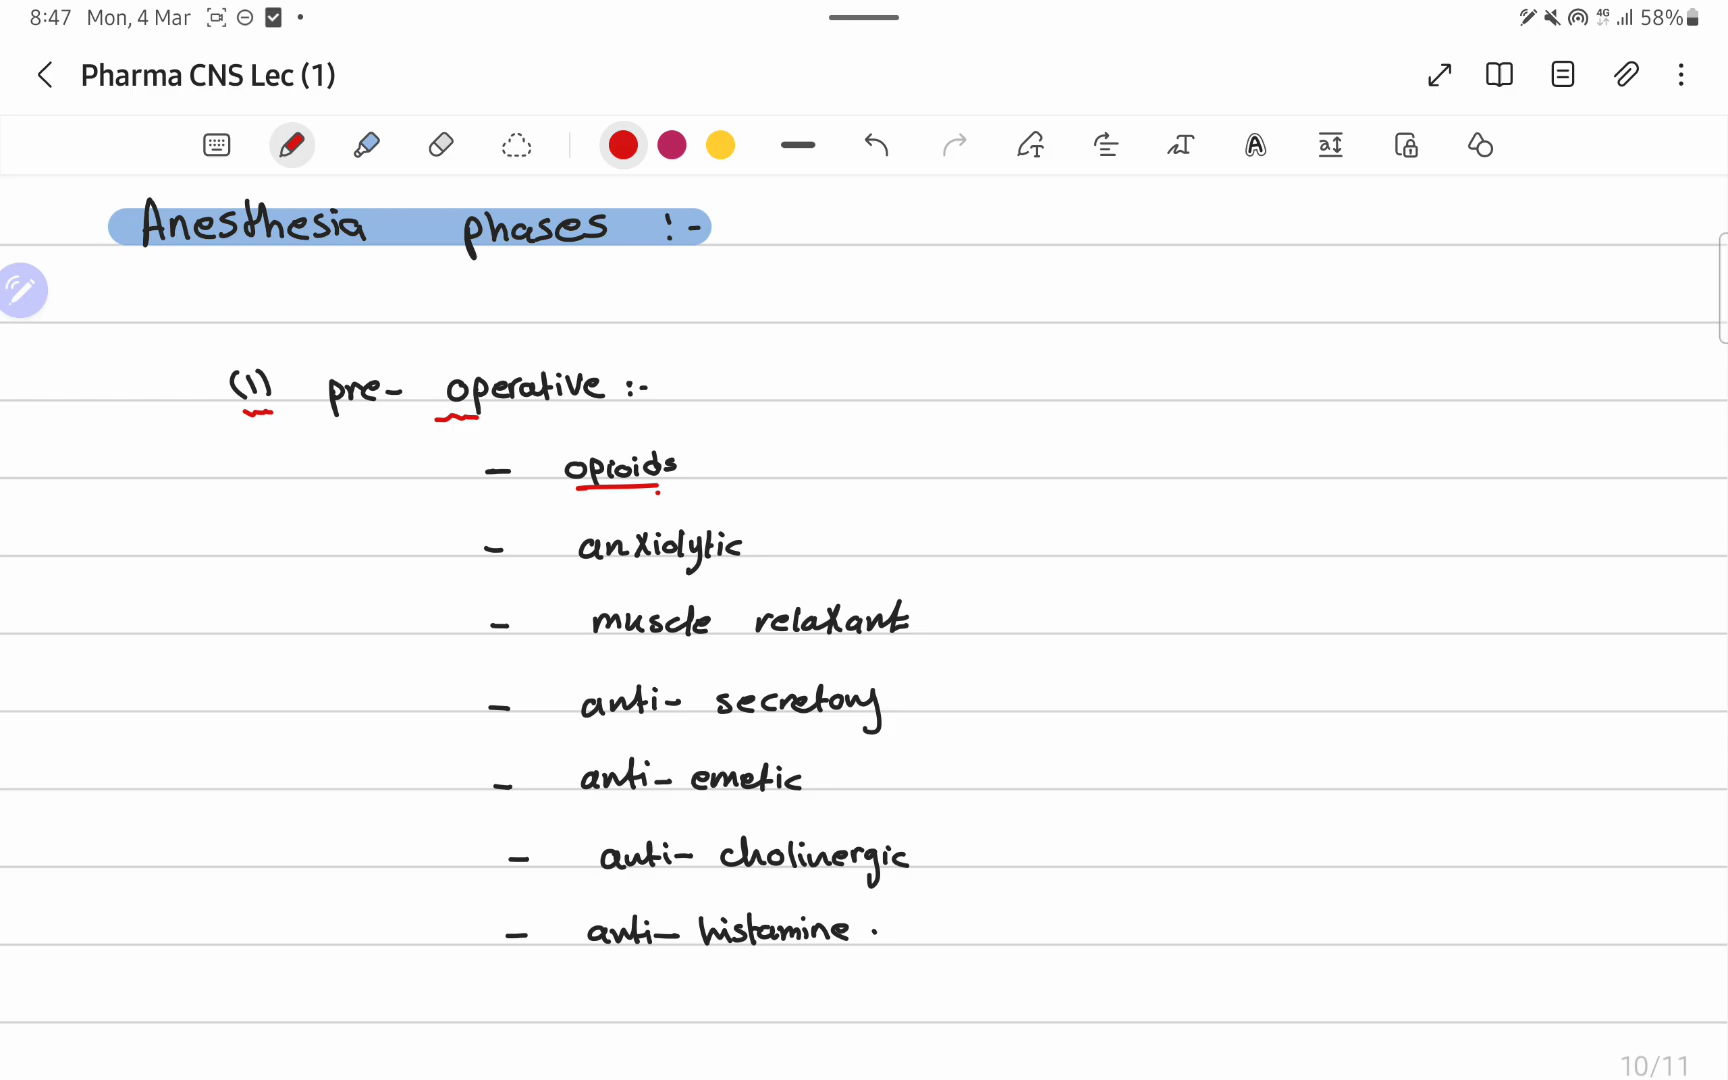 8:47 Mon, 4 Mar
4G 58%
Pharma CNS Lec (1)
Anesthesia phases :-
(1) pre- operative :-
- opioids
- anxiolytic
- muscle relaxant
- anti- secretory
- anti- emetic
- anti- cholinergic
- anti- histamine .
10/11